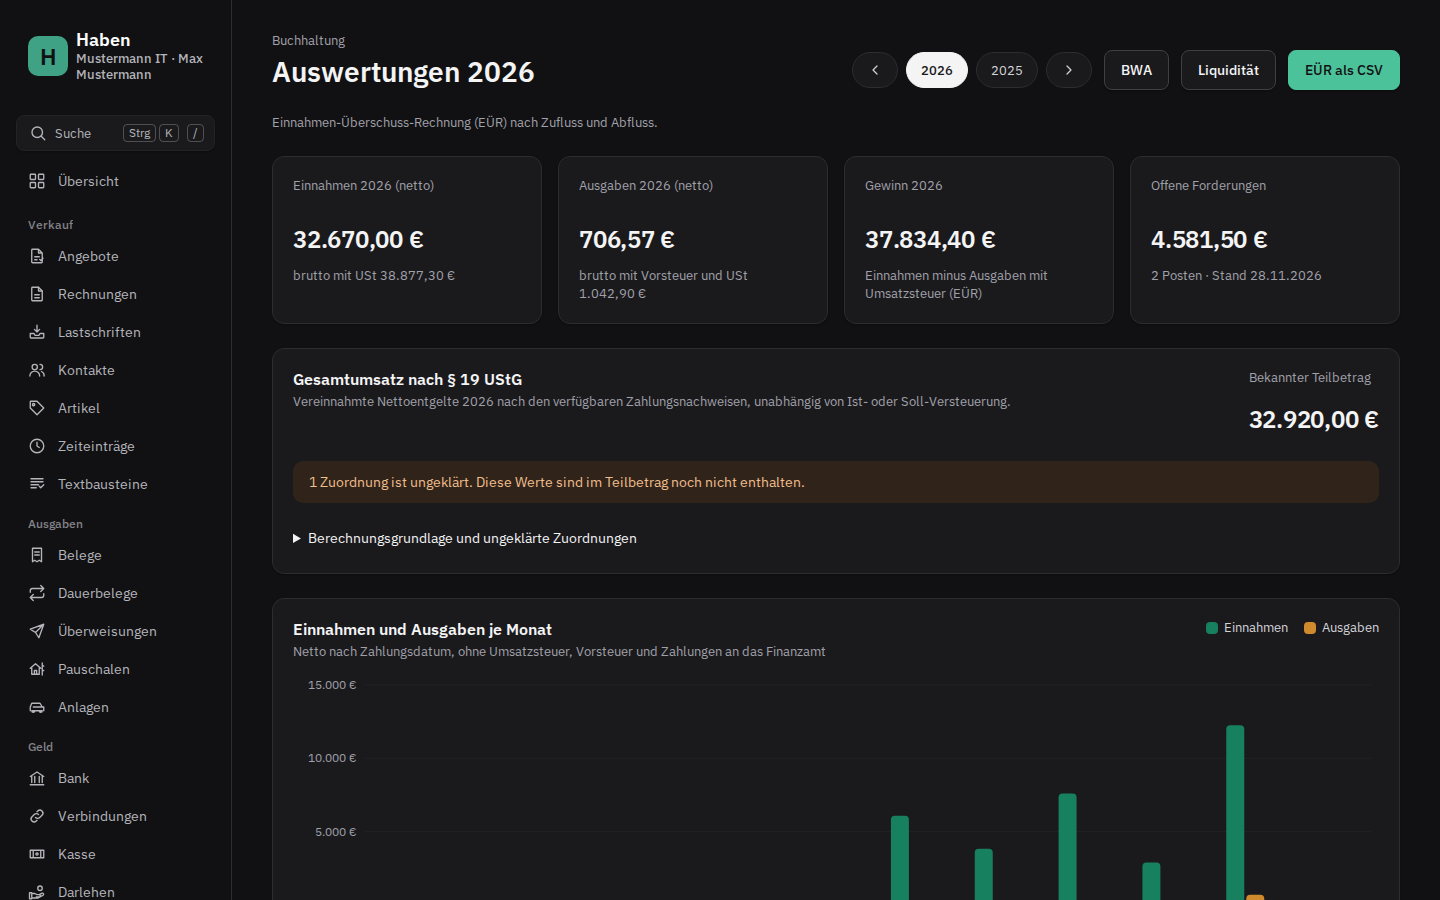 H
Haben
Mustermann IT · Max
Mustermann
Suche
Strg K /
Übersicht
Verkauf
Angebote
Rechnungen
Lastschriften
Kontakte
Artikel
Zeiteinträge
Textbausteine
Ausgaben
Belege
Dauerbelege
Überweisungen
Pauschalen
Anlagen
Geld
Bank
Verbindungen
Kasse
Darlehen
Buchhaltung
Auswertungen 2026
2026
2025
BWA
Liquidität
EÜR als CSV
Einnahmen-Überschuss-Rechnung (EÜR) nach Zufluss und Abfluss.
Einnahmen 2026 (netto)
32.670,00 €
brutto mit USt 38.877,30 €
Ausgaben 2026 (netto)
706,57 €
brutto mit Vorsteuer und USt
1.042,90 €
Gewinn 2026
37.834,40 €
Einnahmen minus Ausgaben mit
Umsatzsteuer (EÜR)
Offene Forderungen
4.581,50 €
2 Posten · Stand 28.11.2026
Gesamtumsatz nach § 19 UStG
Vereinnahmte Nettoentgelte 2026 nach den verfügbaren Zahlungsnachweisen, unabhängig von Ist- oder Soll-Versteuerung.
Bekannter Teilbetrag
32.920,00 €
1 Zuordnung ist ungeklärt. Diese Werte sind im Teilbetrag noch nicht enthalten.
Berechnungsgrundlage und ungeklärte Zuordnungen
Einnahmen und Ausgaben je Monat
Netto nach Zahlungsdatum, ohne Umsatzsteuer, Vorsteuer und Zahlungen an das Finanzamt
Einnahmen
Ausgaben
15.000 €
10.000 €
5.000 €